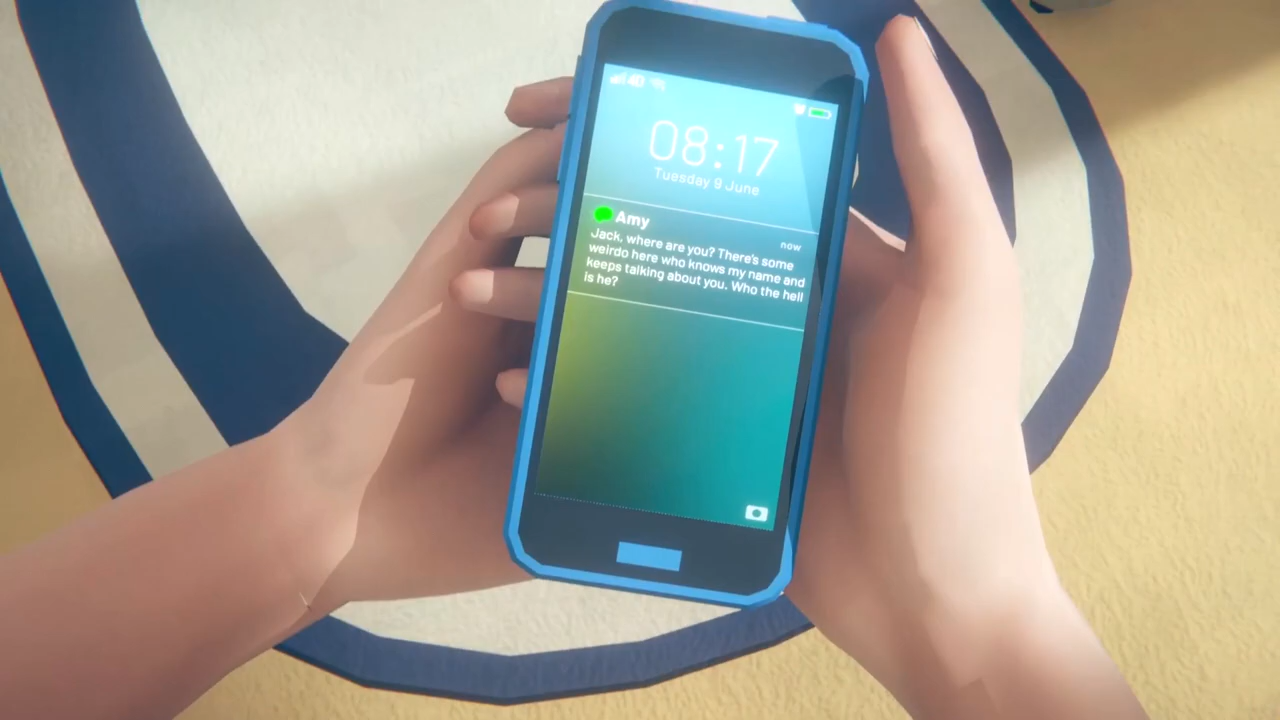 4G
08:17
Tuesday 9 June
Amy
now
Jack, where are you? There's some
weirdo here who knows my name and
keeps talking about you. Who the hell
is he?